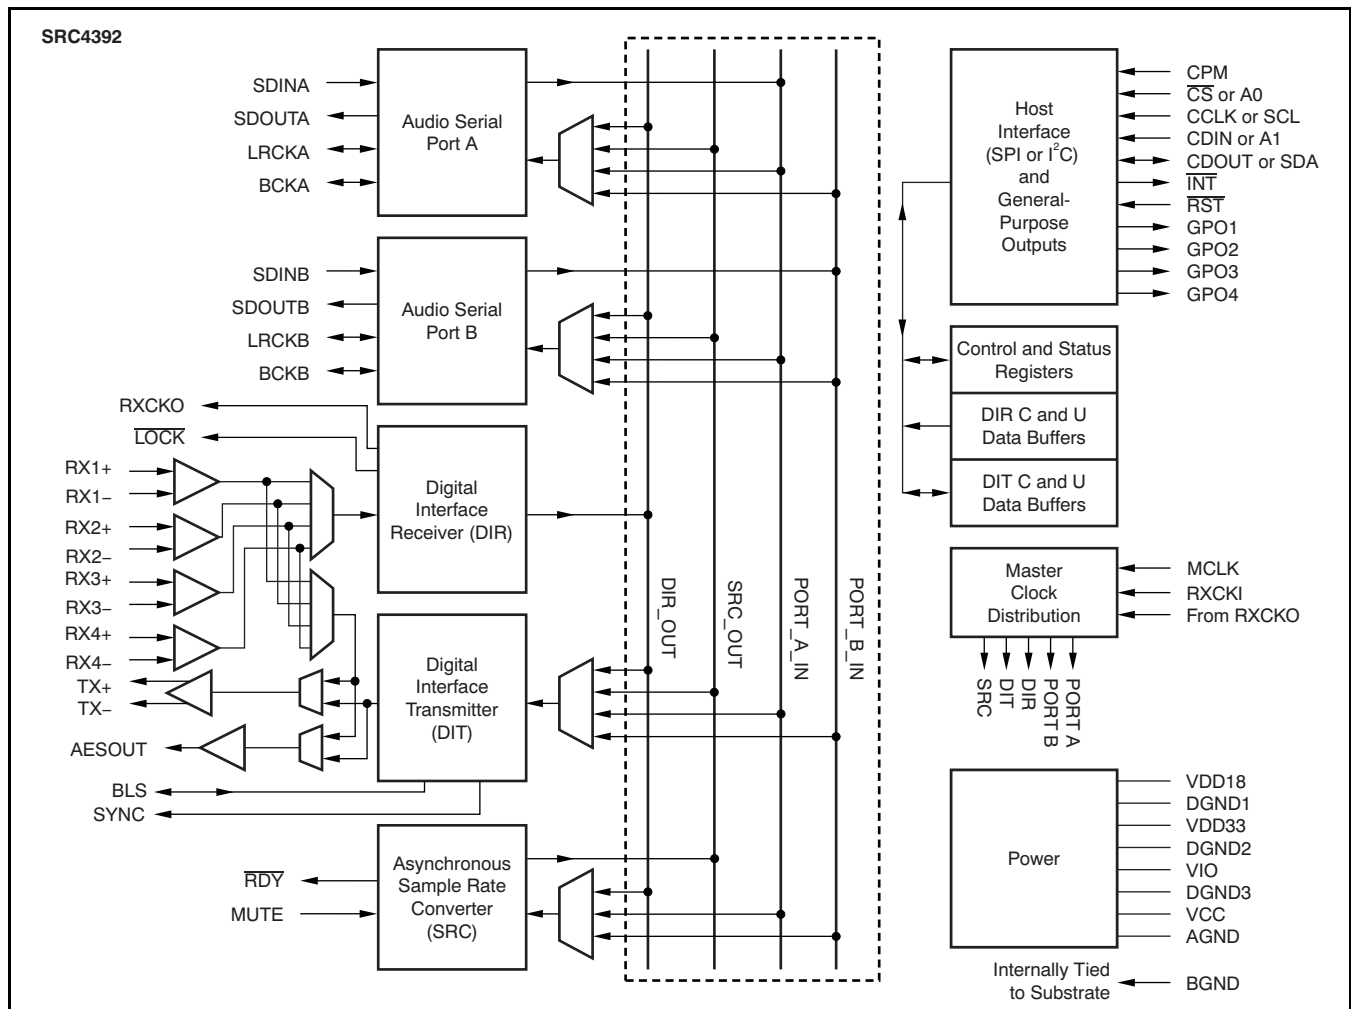 SRC4392
SDINA
SDOUTA
LRCKA
BCKA
Audio Serial
Port A
SDINB
SDOUTB
LRCKB
BCKB
Audio Serial
Port B
RXCKO
LOCK
RX1+
RX1−
RX2+
RX2−
RX3+
RX3−
RX4+
RX4−
TX+
TX−
AESOUT
BLS
SYNC
Digital
Interface
Receiver (DIR)
Digital
Interface
Transmitter
(DIT)
RDY
MUTE
Asynchronous
Sample Rate
Converter
(SRC)
DIR_OUT
SRC_OUT
PORT_A_IN
PORT_B_IN
Host
Interface
(SPI or I²C)
and
General-
Purpose
Outputs
CPM
CS or A0
CCLK or SCL
CDIN or A1
CDOUT or SDA
INT
RST
GPO1
GPO2
GPO3
GPO4
Control and Status
Registers
DIR C and U
Data Buffers
DIT C and U
Data Buffers
Master
Clock
Distribution
MCLK
RXCKI
From RXCKO
SRC
DIT
DIR
PORT B
PORT A
Power
VDD18
DGND1
VDD33
DGND2
VIO
DGND3
VCC
AGND
Internally Tied
to Substrate
BGND